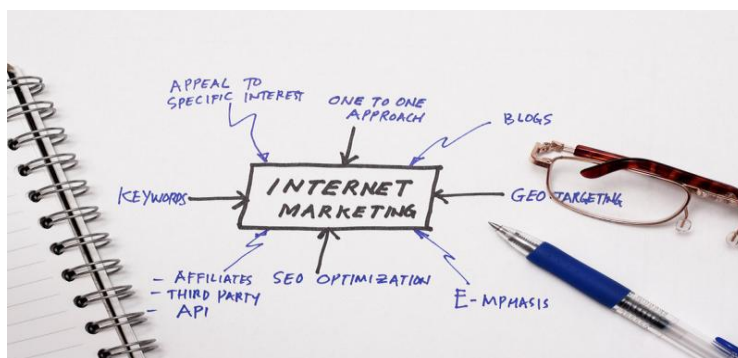 APPEAL TO
SPECIFIC INTEREST
ONE TO ONE
APPROACH
BLOGS
KEYWORDS
INTERNET
MARKETING
GEO-TARGETING
- AFFILIATES
- THIRD PARTY
- API
SEO OPTIMIZATION
E-MPHASIS